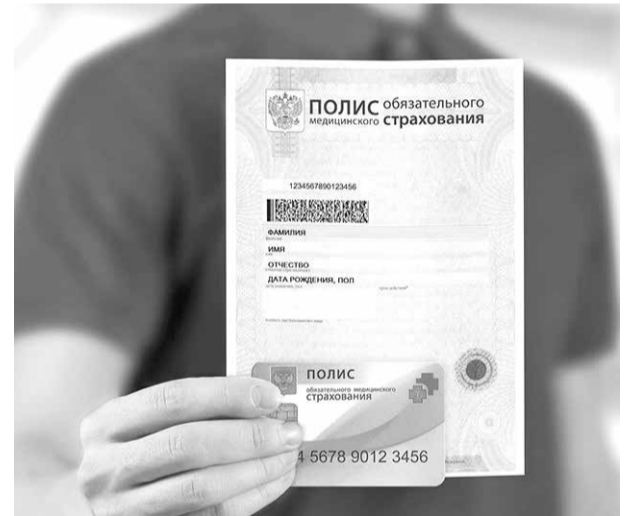 ПОЛИС обязательного
медицинского страхования
1234567890123456
ФАМИЛИЯ
ИМЯ
ОТЧЕСТВО
ДАТА РОЖДЕНИЯ, ПОЛ
ПОЛИС
обязательного медицинского
страхования
4 5678 9012 3456